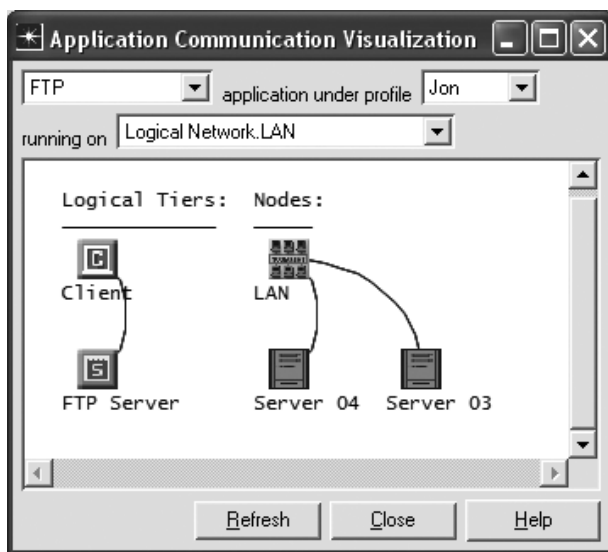 Application Communication Visualization
FTP application under profile Jon
running on Logical Network.LAN
Logical Tiers: Nodes:
C
Client LAN
S
FTP Server Server 04 Server 03
Refresh Close Help